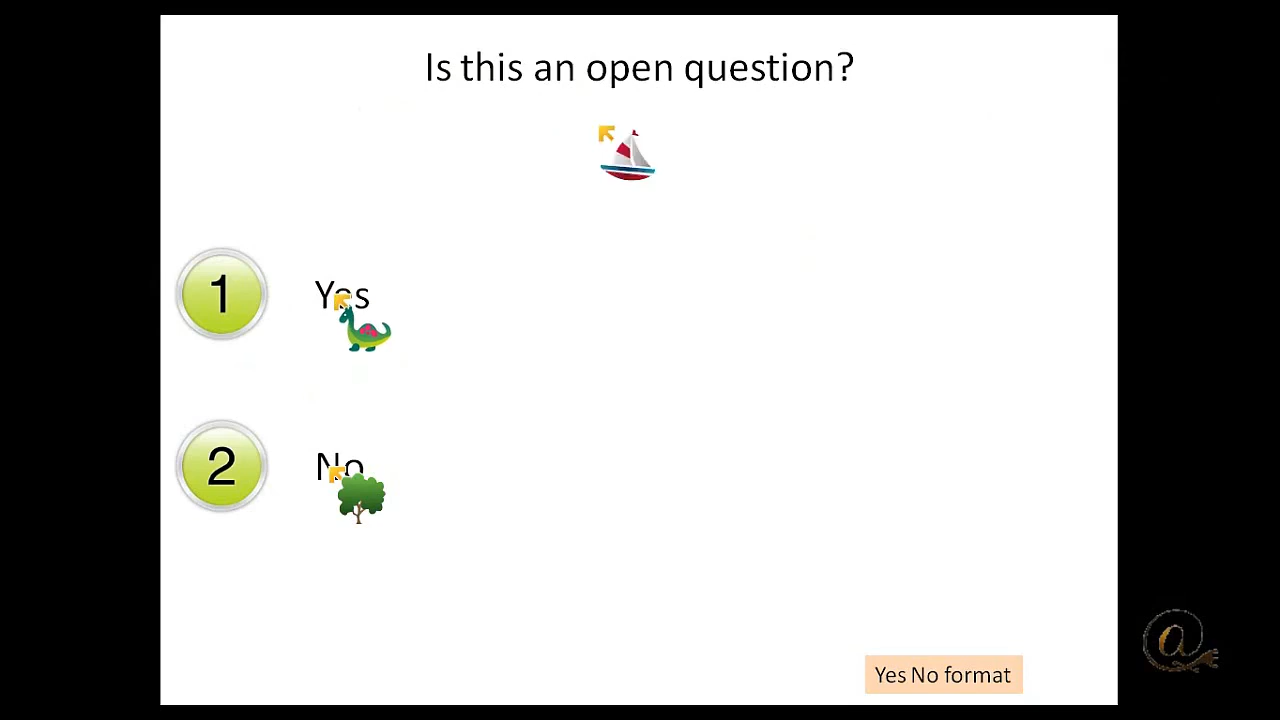 Is this an open question?
1
Yes
2
No
Yes No format
a